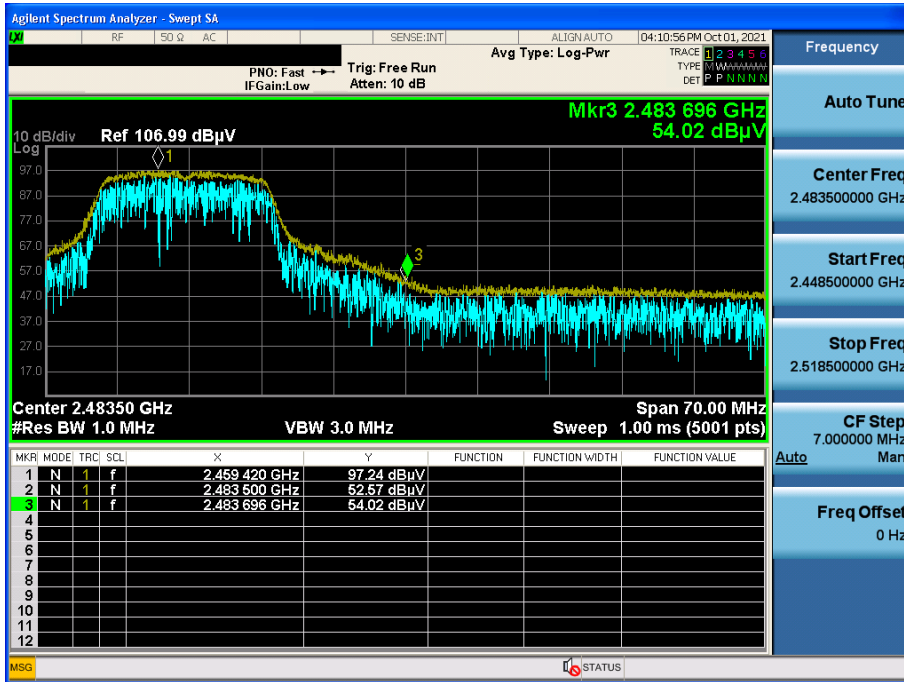 Agilent Spectrum Analyzer - Swept SA
LXI RF 50 Ω AC SENSE:INT ALIGN AUTO 04:10:56 PM Oct 01, 2021
PNO: Fast Trig: Free Run Avg Type: Log-Pwr TRACE 1 2 3 4 5 6
IFGain:Low Atten: 10 dB TYPE M WWWWW
DET P P N N N N
Frequency
Auto Tune
Mkr3 2.483 696 GHz
54.02 dBµV
10 dB/div Ref 106.99 dBµV
Log
97.0
87.0
77.0
67.0
57.0
47.0
37.0
27.0
17.0
1
3
Center 2.48350 GHz Span 70.00 MHz
#Res BW 1.0 MHz VBW 3.0 MHz Sweep 1.00 ms (5001 pts)
Center Freq
2.483500000 GHz
Start Freq
2.448500000 GHz
Stop Freq
2.518500000 GHz
CF Step
7.000000 MHz
Auto Man
Freq Offset
0 Hz
MKR MODE TRC SCL X Y FUNCTION FUNCTION WIDTH FUNCTION VALUE
1 N 1 f 2.459 420 GHz 97.24 dBµV
2 N 1 f 2.483 500 GHz 52.57 dBµV
3 N 1 f 2.483 696 GHz 54.02 dBµV
4
5
6
7
8
9
10
11
12
MSG STATUS